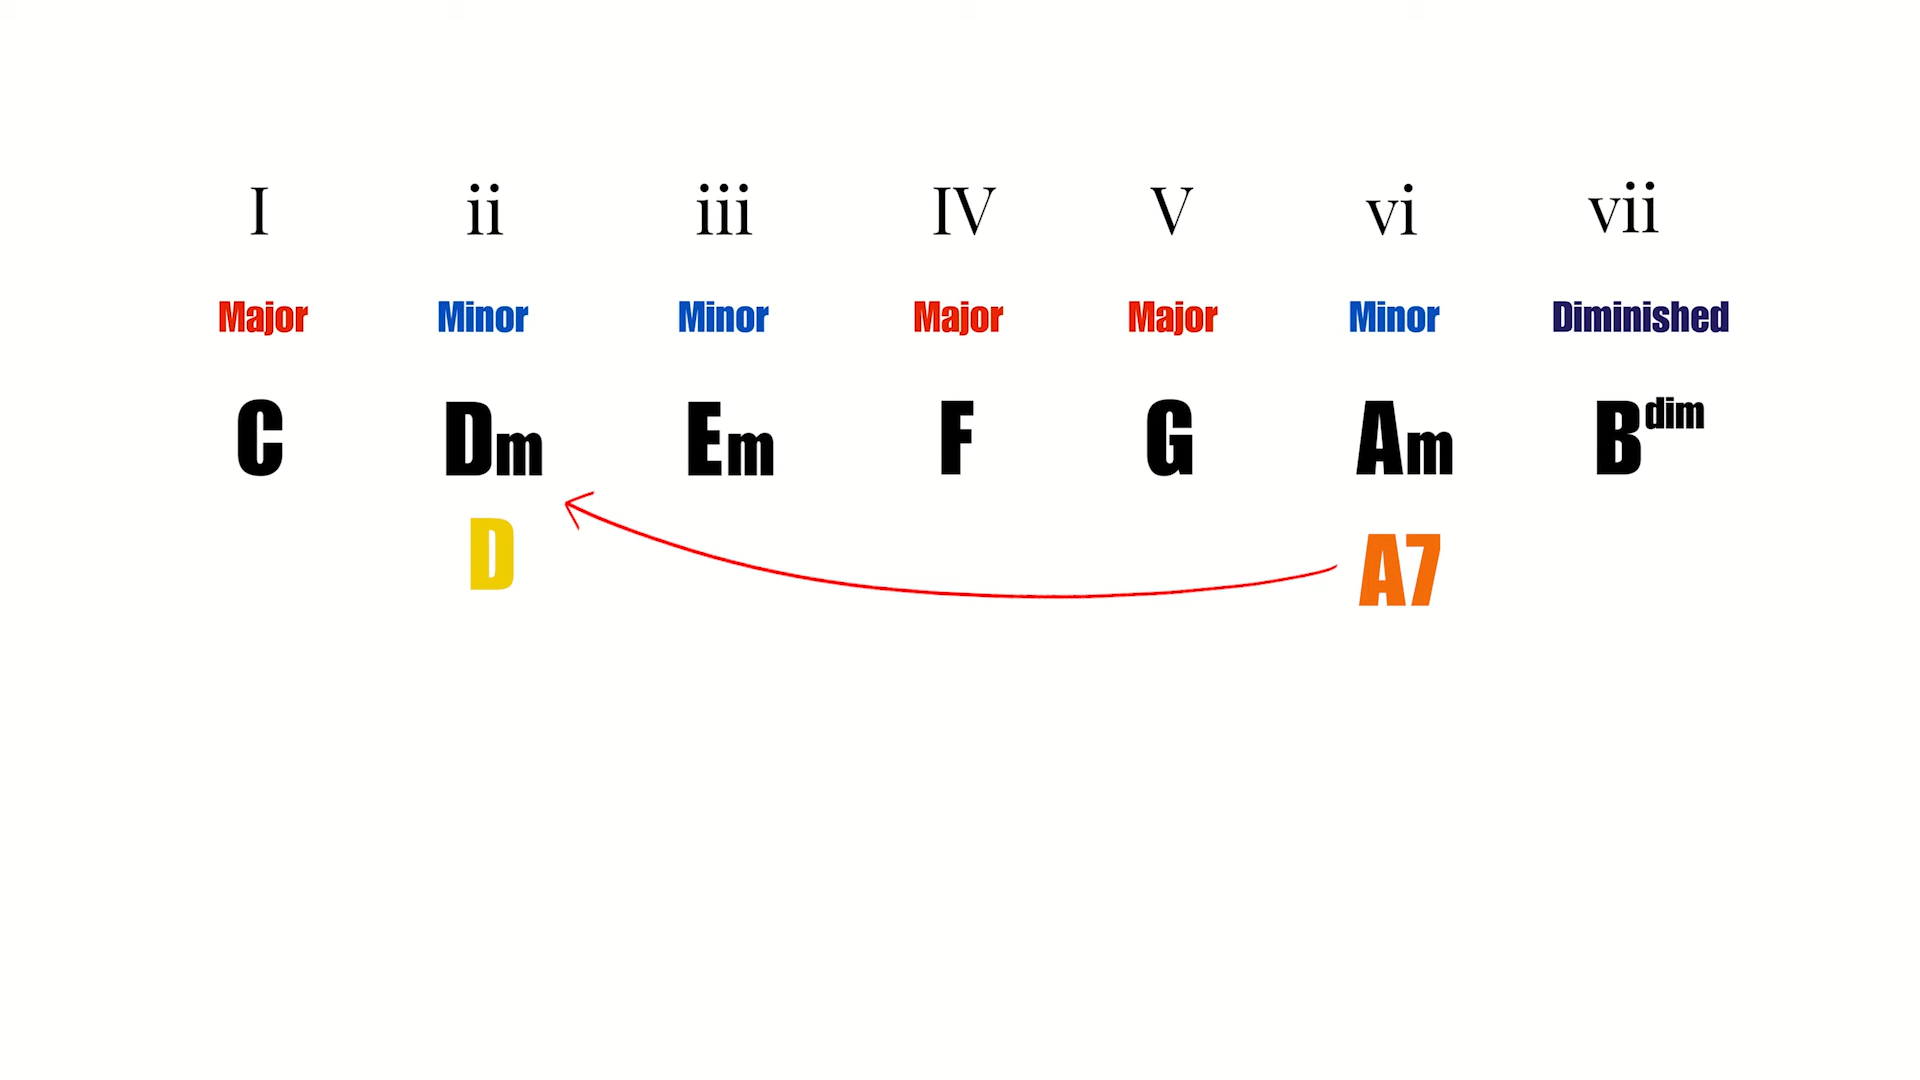 I ii iii IV V vi vii
Major Minor Minor Major Major Minor Diminished
C Dm Em F G Am Bdim
D A7